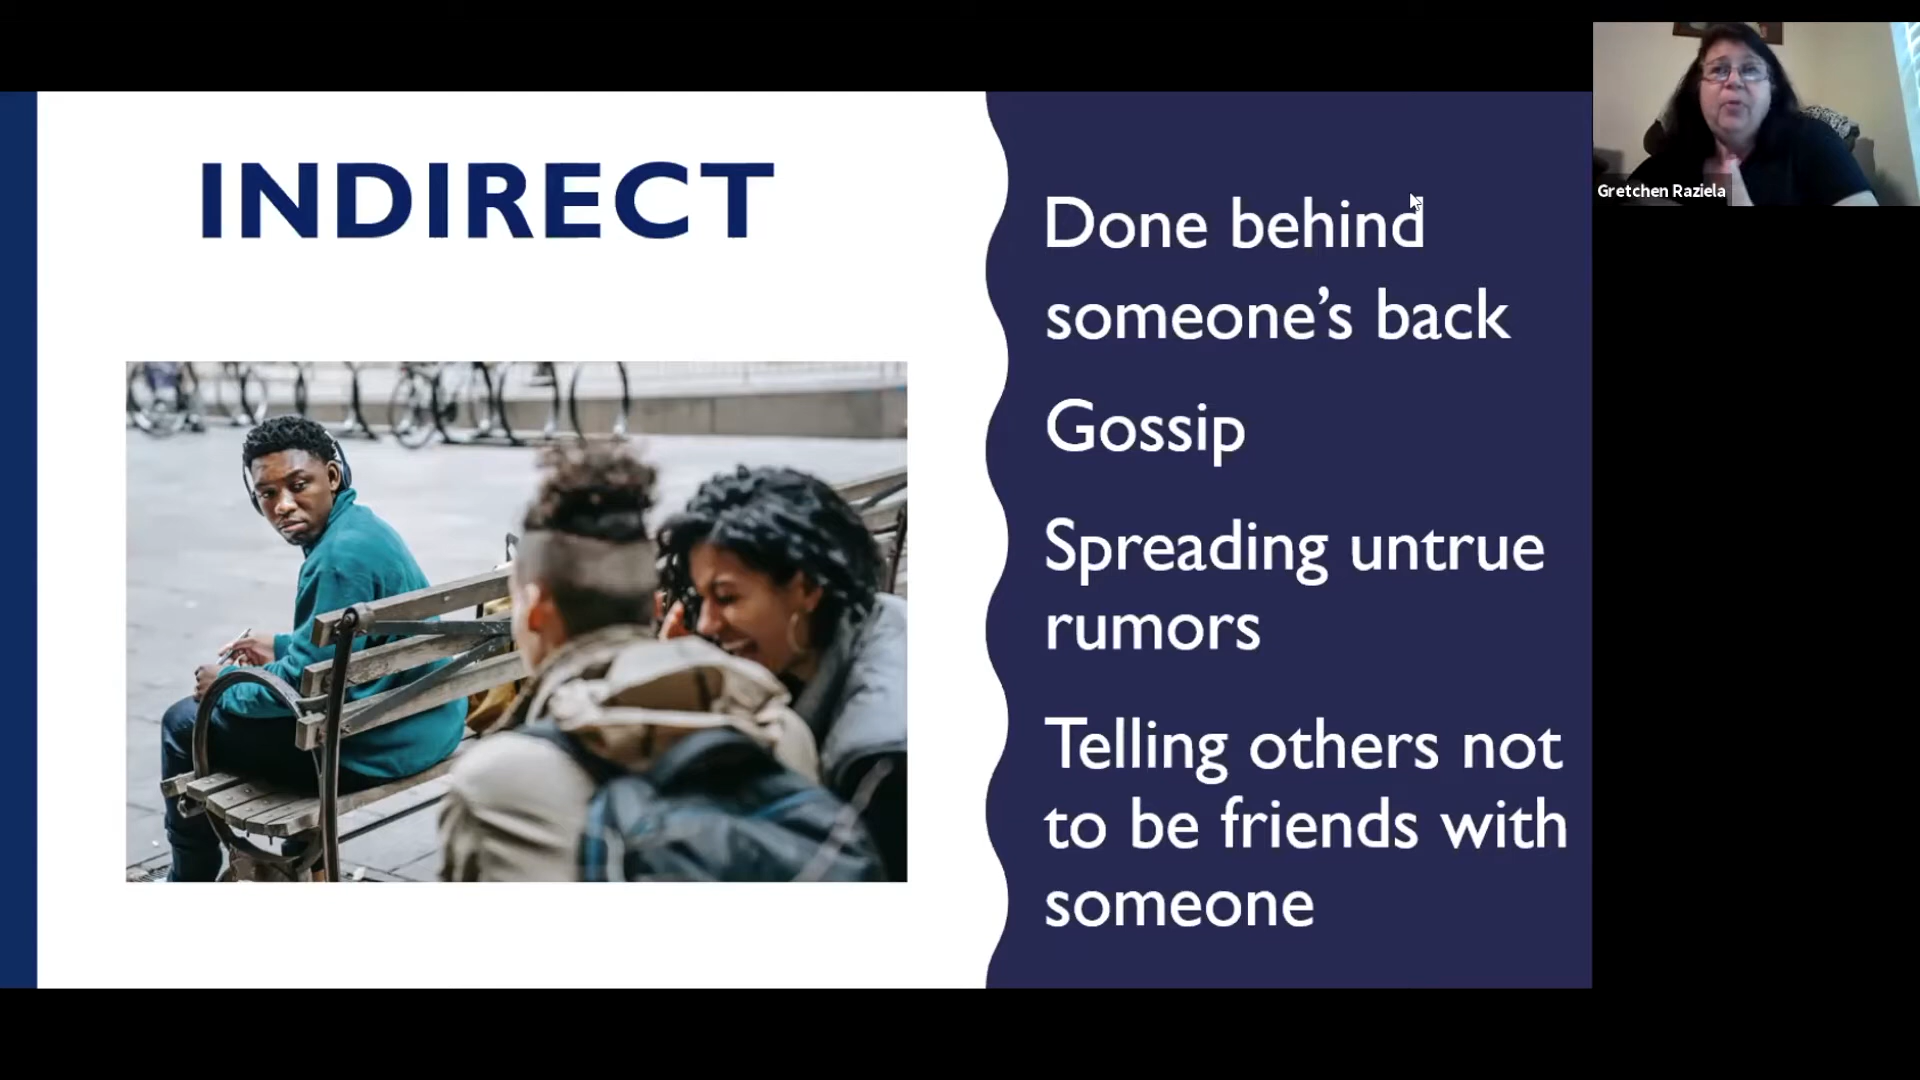 INDIRECT
Done behind
someone’s back
Gossip
Spreading untrue
rumors
Telling others not
to be friends with
someone
Gretchen Raziela